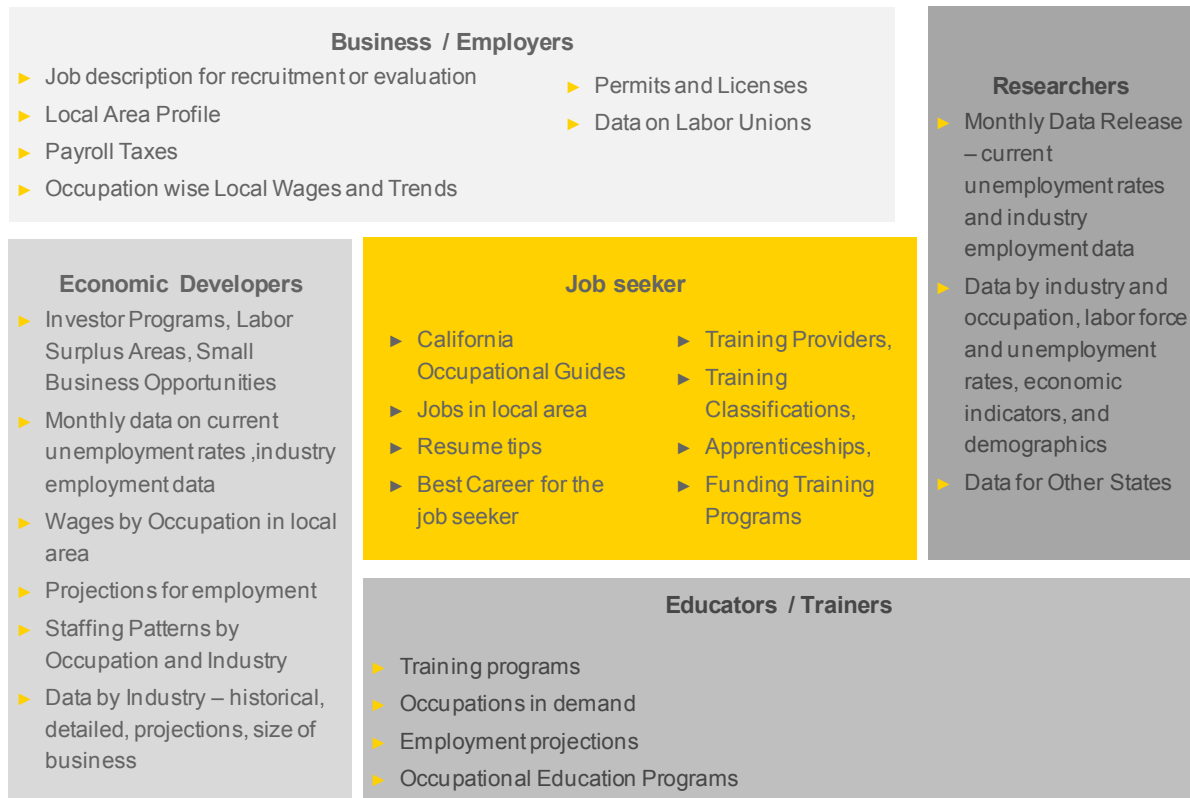 Business / Employers
► Job description for recruitment or evaluation
► Local Area Profile
► Payroll Taxes
► Occupation wise Local Wages and Trends
► Permits and Licenses
► Data on Labor Unions
Researchers
► Monthly Data Release
– current
unemployment rates
and industry
employment data
► Data by industry and
occupation, labor force
and unemployment
rates, economic
indicators, and
demographics
► Data for Other States
Economic Developers
► Investor Programs, Labor
Surplus Areas, Small
Business Opportunities
► Monthly data on current
unemployment rates ,industry
employment data
► Wages by Occupation in local
area
► Projections for employment
► Staffing Patterns by
Occupation and Industry
► Data by Industry – historical,
detailed, projections, size of
business
Job seeker
► California
Occupational Guides
► Jobs in local area
► Resume tips
► Best Career for the
job seeker
► Training Providers,
► Training
Classifications,
► Apprenticeships,
► Funding Training
Programs
Educators / Trainers
► Training programs
► Occupations in demand
► Employment projections
► Occupational Education Programs